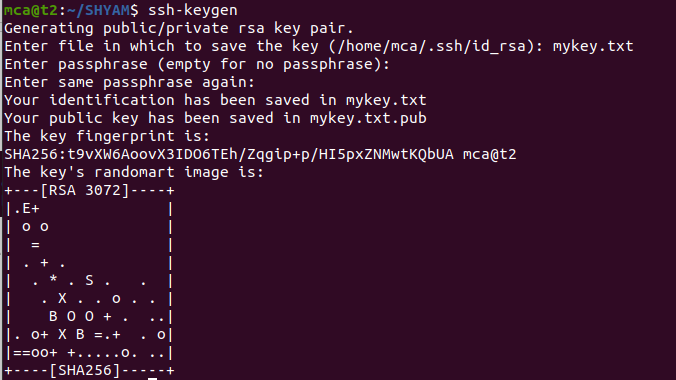 mca@t2:~/SHYAM$ ssh-keygen
Generating public/private rsa key pair.
Enter file in which to save the key (/home/mca/.ssh/id_rsa): mykey.txt
Enter passphrase (empty for no passphrase):
Enter same passphrase again:
Your identification has been saved in mykey.txt
Your public key has been saved in mykey.txt.pub
The key fingerprint is:
SHA256:t9vXW6AoovX3IDO6TEh/Zqgip+p/HI5pxZNMwtKQbUA mca@t2
The key's randomart image is:
+---[RSA 3072]----+
|.E+              |
| o o             |
|  =              |
| . + .           |
|  . * . S .   .  |
|   . X . . o . . |
|    B O O + .  ..|
|. o+ X B =.+  . o|
|==oo+ +.....o. ..|
+----[SHA256]-----+